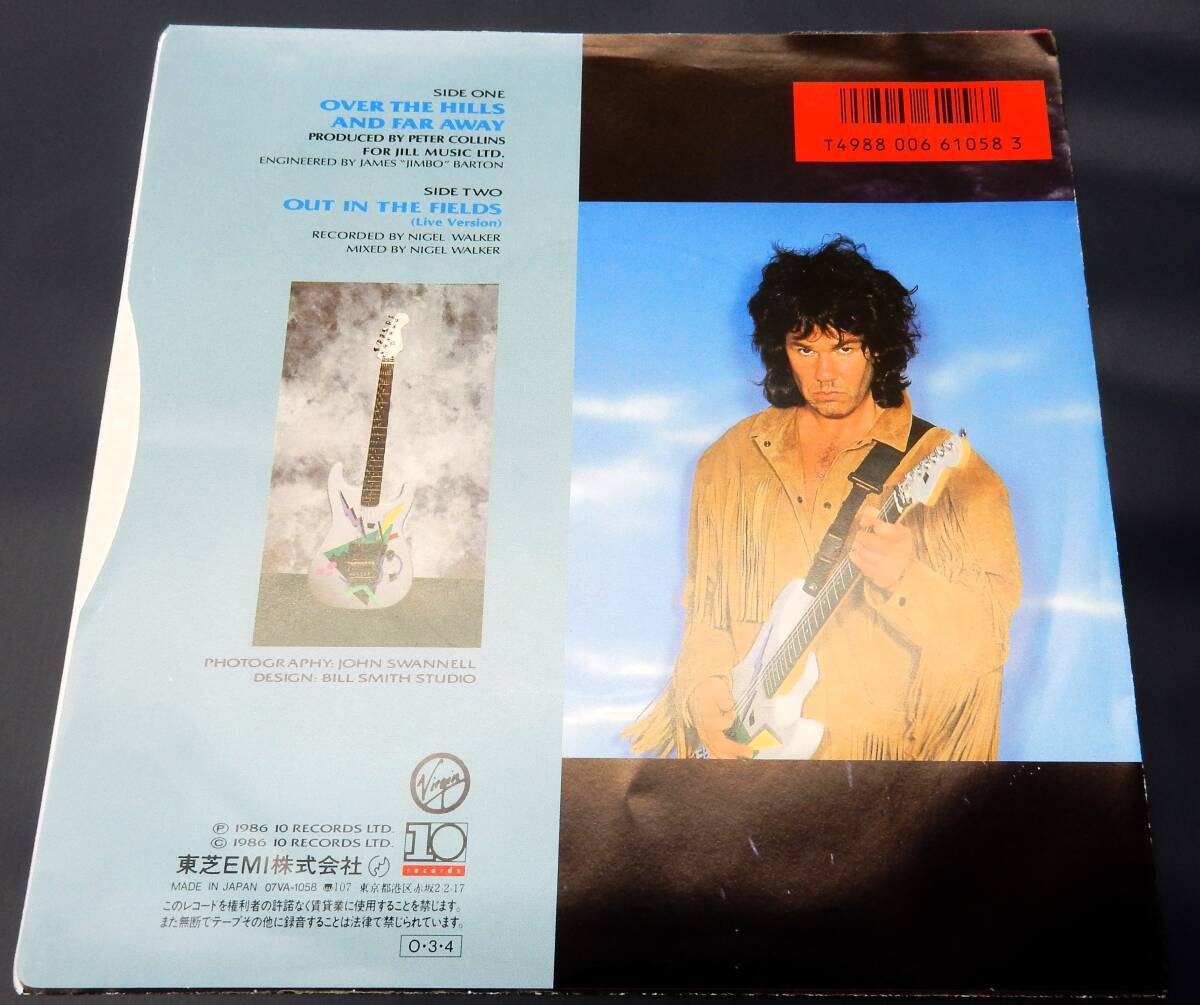 SIDE ONE
OVER THE HILLS
AND FAR AWAY
PRODUCED BY PETER COLLINS
FOR JILL MUSIC LTD.
ENGINEERED BY JAMES "JIMBO" BARTON
SIDE TWO
OUT IN THE FIELDS
(Live Version)
RECORDED BY NIGEL WALKER
MIXED BY NIGEL WALKER
T4988 006 61058 3
PHOTOGRAPHY: JOHN SWANNELL
DESIGN: BILL SMITH STUDIO
Virgin
℗ 1986 10 RECORDS LTD.
© 1986 10 RECORDS LTD.
10
records
東芝EMI株式会社
MADE IN JAPAN 07VA-1058 〠107 東京都港区赤坂2-2-17
このレコードを権利者の許諾なく賃貸業に使用することを禁じます。
また無断でテープその他に録音することは法律で禁じられています。
O・3・4